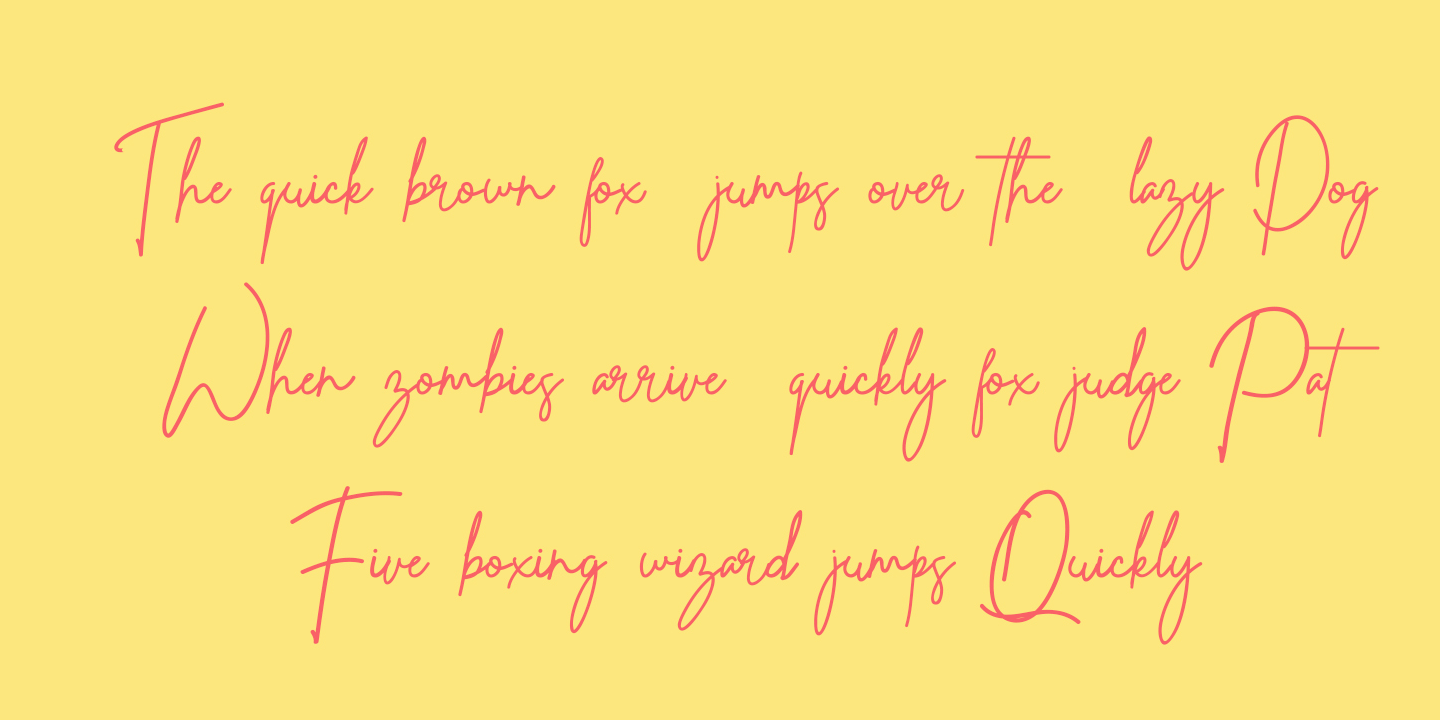 The quick brown fox jumps over the lazy Dog
When zombies arrive quickly fox judge Pat
Five boxing wizard jumps Quickly